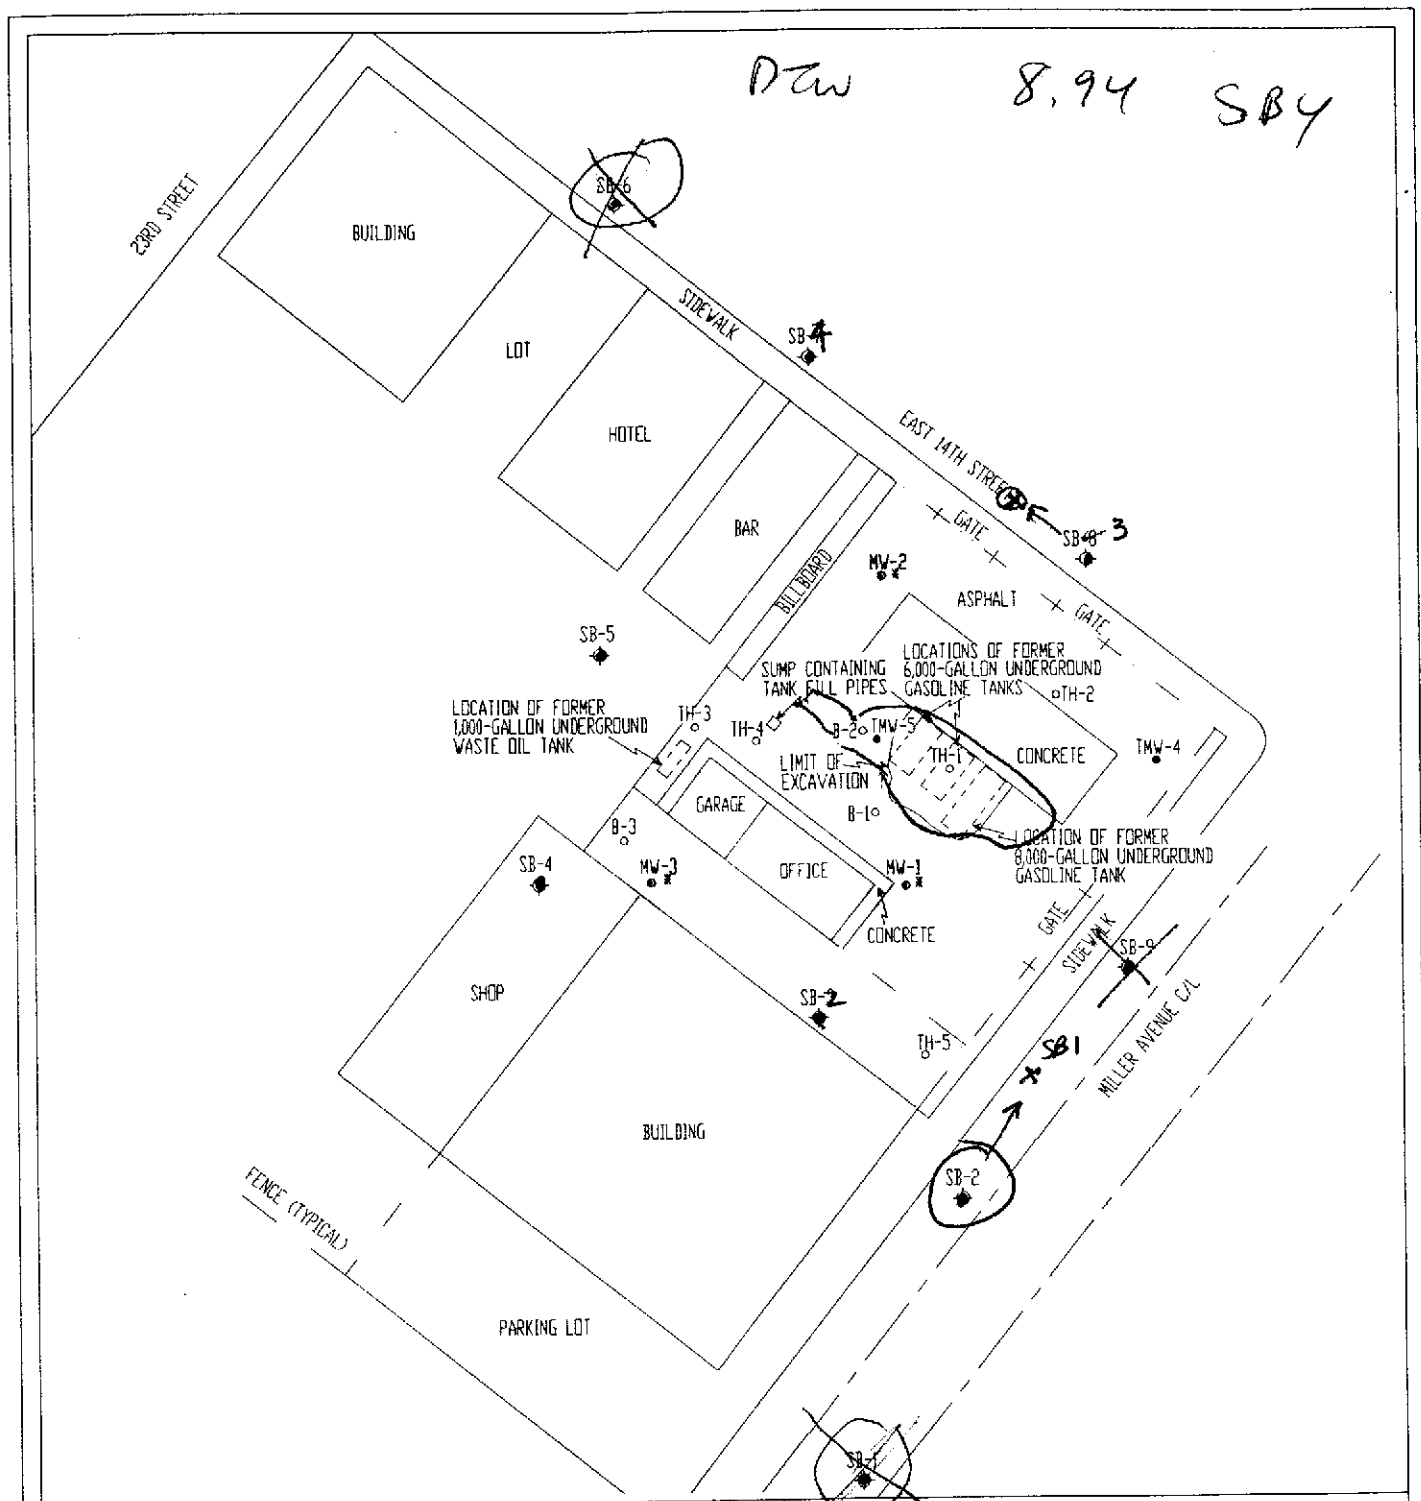 DTW 8.94 SB4
SB-6
23RD STREET
BUILDING
SIDEWALK
LOT
SB-4
HOTEL
EAST 14TH STREET
BAR
GATE
SB-8 3
MW-2 *
BILLBOARD
ASPHALT
GATE
SB-5
SUMP CONTAINING
TANK FILL PIPES
LOCATIONS OF FORMER
6,000-GALLON UNDERGROUND
GASOLINE TANKS
TH-2
LOCATION OF FORMER
1,000-GALLON UNDERGROUND
WASTE OIL TANK
TH-3
TH-4
B-2
TMW-5
TH-1
CONCRETE
TMW-4
LIMIT OF
EXCAVATION
GARAGE
B-1
B-3
LOCATION OF FORMER
8,000-GALLON UNDERGROUND
GASOLINE TANK
SB-4
MW-3 *
OFFICE
MW-1 *
CONCRETE
GATE
SIDEWALK
SB-9
SHOP
SB-2
TH-5
SB1
MILLER AVENUE C/L
BUILDING
SB-2
FENCE (TYPICAL)
PARKING LOT
SB-1